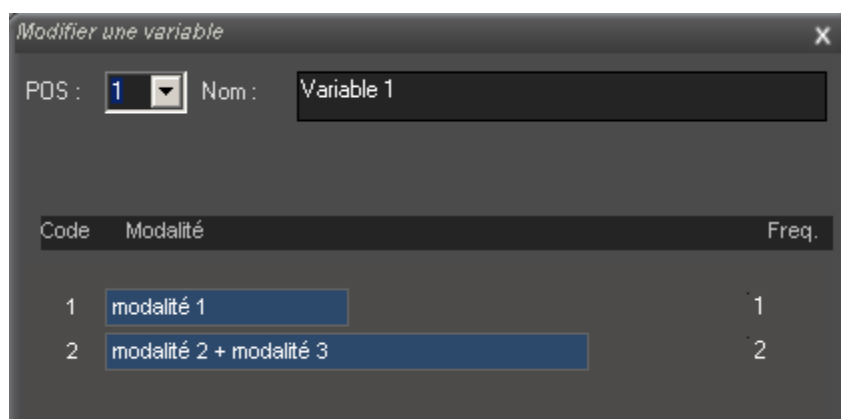 Modifier une variable x
POS : 1 Nom : Variable 1
Code Modalité Freq.
1 modalité 1 1
2 modalité 2 + modalité 3 2